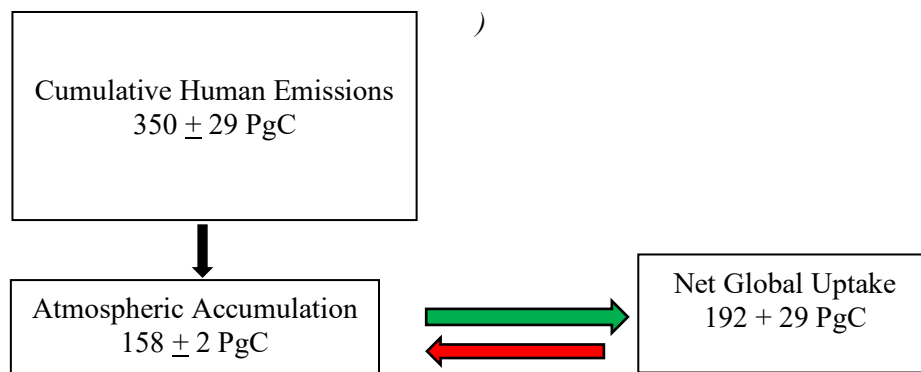 )
Cumulative Human Emissions
350 ± 29 PgC
Atmospheric Accumulation
158 ± 2 PgC
Net Global Uptake
192 + 29 PgC